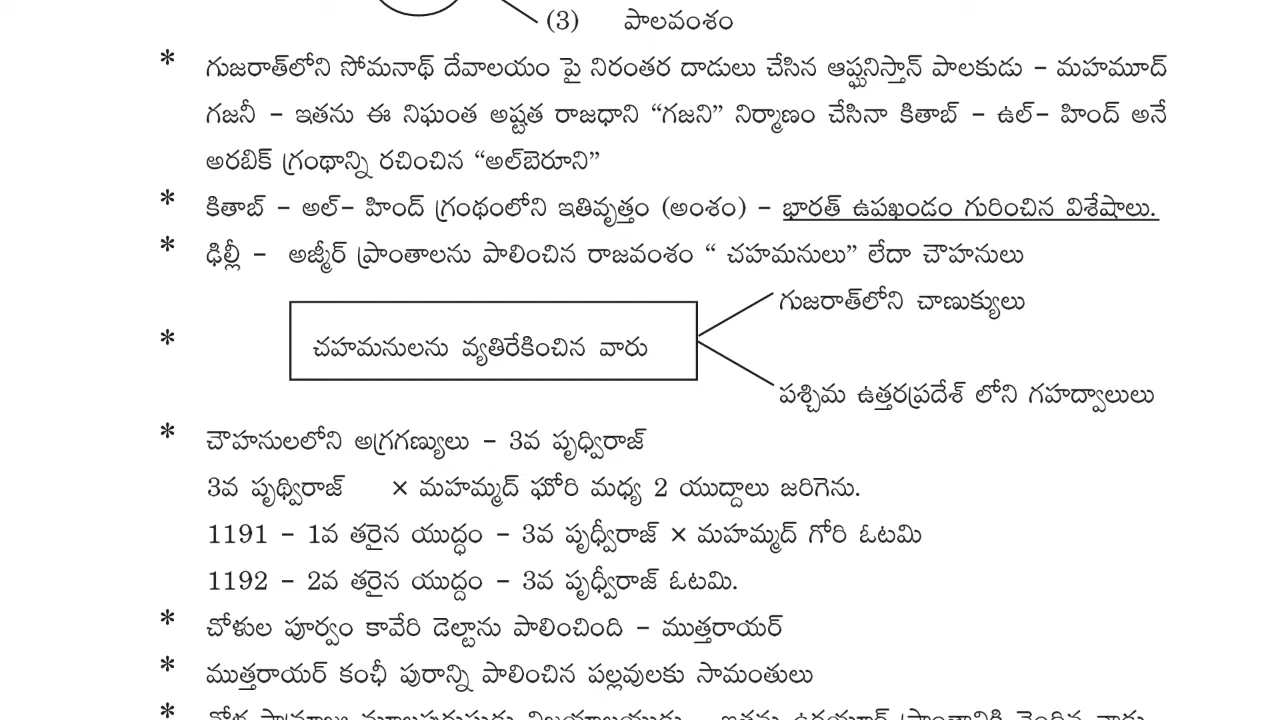 (3) పాలవంశం
* గుజరాత్‌లోని సోమనాథ్ దేవాలయం పై నిరంతర దాడులు చేసిన ఆఫ్ఘనిస్తాన్ పాలకుడు - మహమూద్
గజనీ - ఇతను ఈ నిఘంత అష్టత రాజధాని “గజని” నిర్మాణం చేసినా కితాబ్ - ఉల్- హింద్ అనే
అరబిక్ గ్రంథాన్ని రచించిన “అల్‌బెరూని”
* కితాబ్ - అల్- హింద్ గ్రంథంలోని ఇతివృత్తం (అంశం) - భారత్ ఉపఖండం గురించిన విశేషాలు.
* ఢిల్లీ - అజ్మీర్ ప్రాంతాలను పాలించిన రాజవంశం “ చహమనులు” లేదా చౌహనులు
గుజరాత్‌లోని చాణుక్యులు
* చహమనులను వ్యతిరేకించిన వారు
పశ్చిమ ఉత్తరప్రదేశ్ లోని గహద్వాలులు
* చౌహనులలోని అగ్రగణ్యులు - 3వ పృధ్విరాజ్
3వ పృథ్విరాజ్ × మహమ్మద్ ఘోరి మధ్య 2 యుద్దాలు జరిగెను.
1191 - 1వ తరైన యుద్ధం - 3వ పృధ్వీరాజ్ × మహమ్మద్ గోరి ఓటమి
1192 - 2వ తరైన యుద్దం - 3వ పృధ్వీరాజ్ ఓటమి.
* చోళుల పూర్వం కావేరి డెల్టాను పాలించింది - ముత్తరాయర్
* ముత్తరాయర్ కంఛీ పురాన్ని పాలించిన పల్లవులకు సామంతులు
*